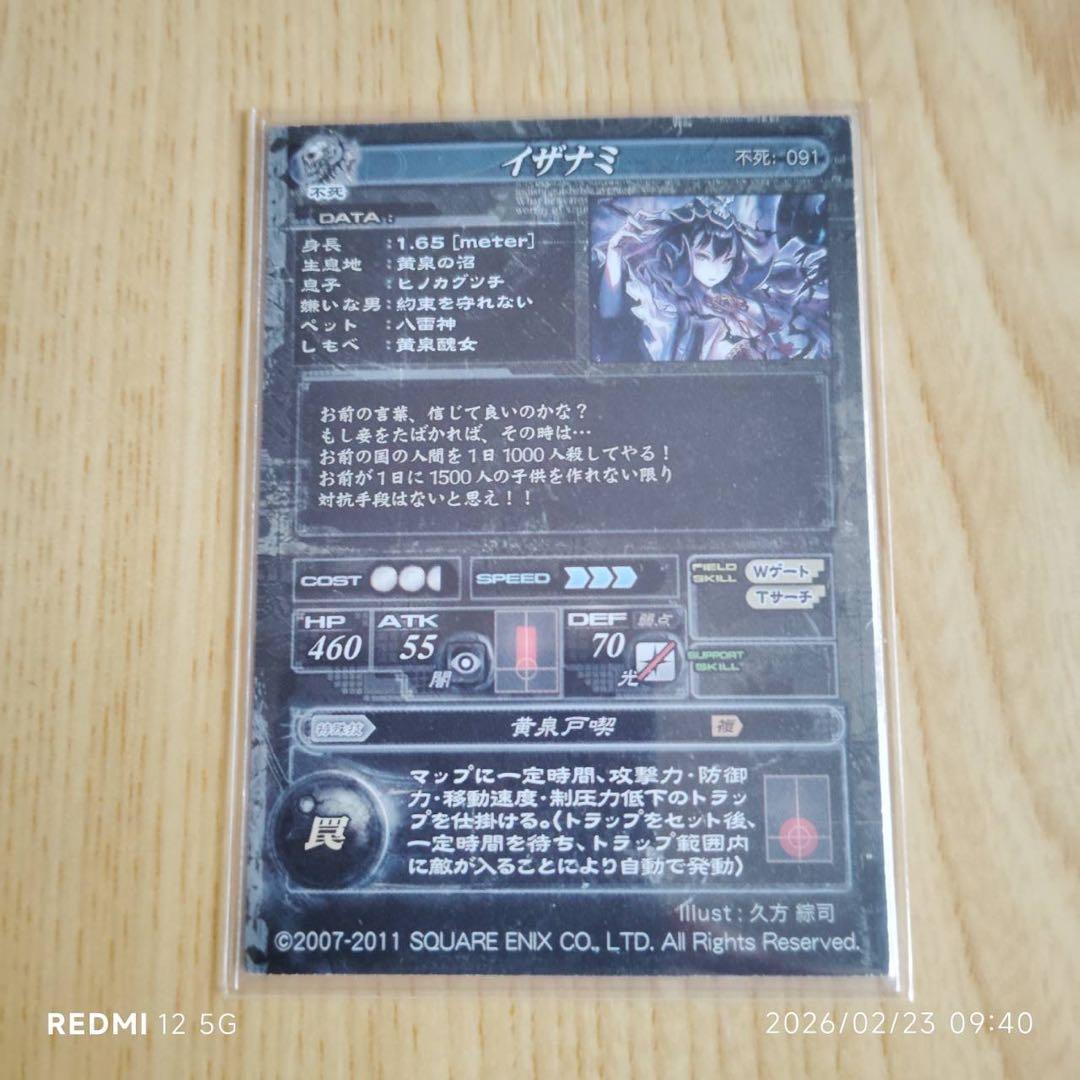 イザナミ
不死: 091
不死
DATA :
身長 : 1.65 [meter]
生息地 : 黄泉の沼
息子 : ヒノカグツチ
嫌いな男 : 約束を守れない
ペット : 八雷神
しもべ : 黄泉醜女
お前の言葉、信じて良いのかな？
もし妾をたばかれば、その時は…
お前の国の人間を１日 1000 人殺してやる！
お前が１日に 1500 人の子供を作れない限り
対抗手段はないと思え！！
COST
SPEED
FIELD SKILL
Wゲート
Tサーチ
HP 460
ATK 55
闇
DEF 70
弱点
光
SUPPORT SKILL
特殊技
黄泉戸喫
複
罠
マップに一定時間、攻撃力・防御
力・移動速度・制圧力低下のトラッ
プを仕掛ける。(トラップをセット後、
一定時間を待ち、トラップ範囲内
に敵が入ることにより自動で発動)
Illust : 久方 綜司
©2007-2011 SQUARE ENIX CO., LTD. All Rights Reserved.
REDMI 12 5G
2026/02/23 09:40